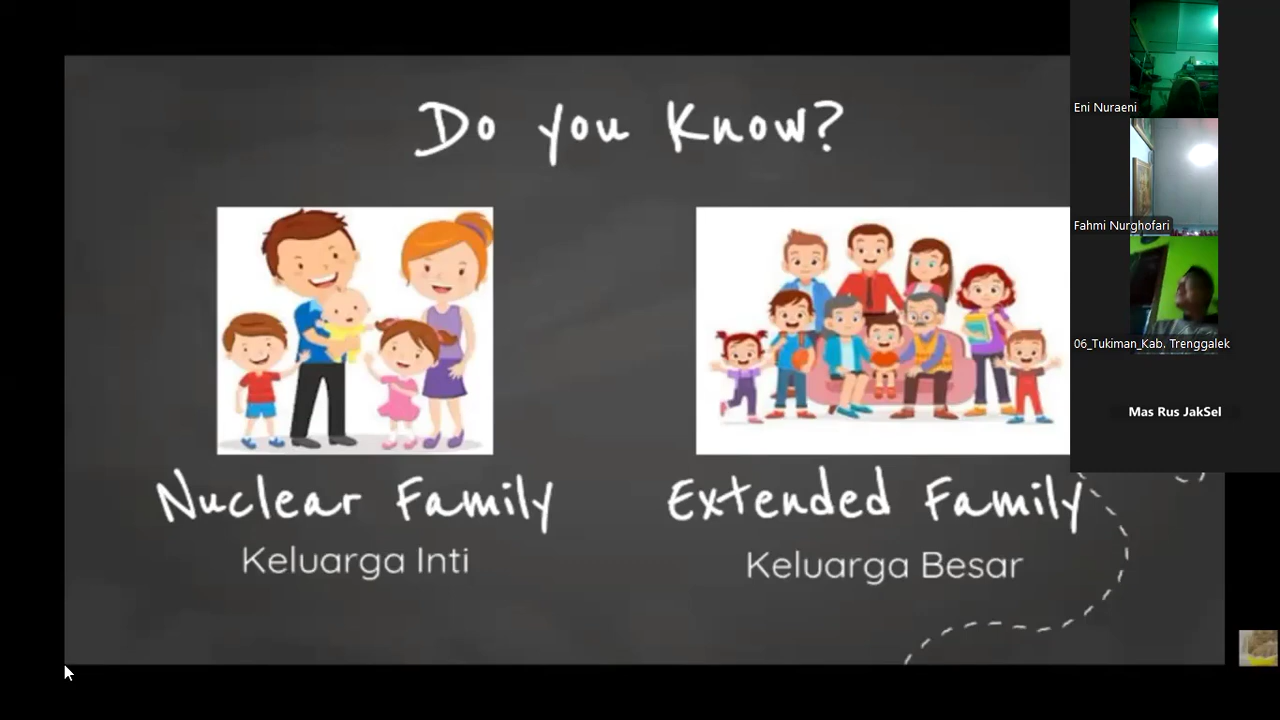 Do you Know?
Nuclear Family
Extended Family
Keluarga Inti
Keluarga Besar
Eni Nuraeni
Fahmi Nurghofari
06_Tukiman_Kab. Trenggalek
Mas Rus JakSel